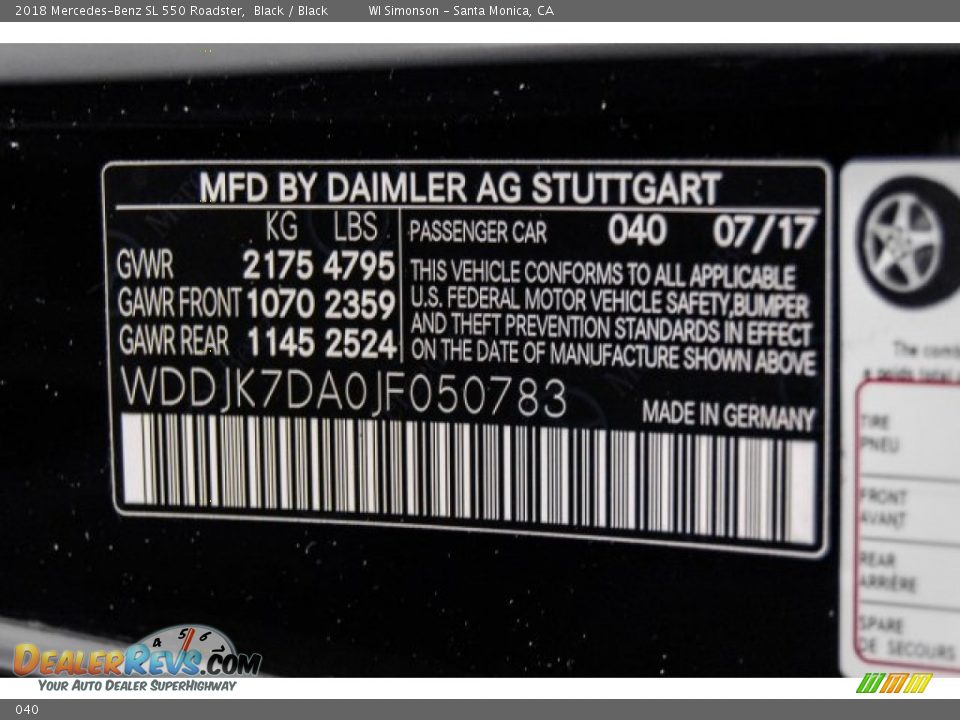 2018 Mercedes-Benz SL 550 Roadster, Black / Black WI Simonson - Santa Monica, CA
MFD BY DAIMLER AG STUTTGART
KG LBS
GVWR 2175 4795
GAWR FRONT 1070 2359
GAWR REAR 1145 2524
PASSENGER CAR 040 07/17
THIS VEHICLE CONFORMS TO ALL APPLICABLE
U.S. FEDERAL MOTOR VEHICLE SAFETY,BUMPER
AND THEFT PREVENTION STANDARDS IN EFFECT
ON THE DATE OF MANUFACTURE SHOWN ABOVE
WDDJK7DA0JF050783
MADE IN GERMANY
The
TIRE
PNEU
FRONT
AVANT
REAR
ARRIÈRE
SPARE
DE SECOURS
4 5 6
DEALERREVS.COM
YOUR AUTO DEALER SUPERHIGHWAY
040